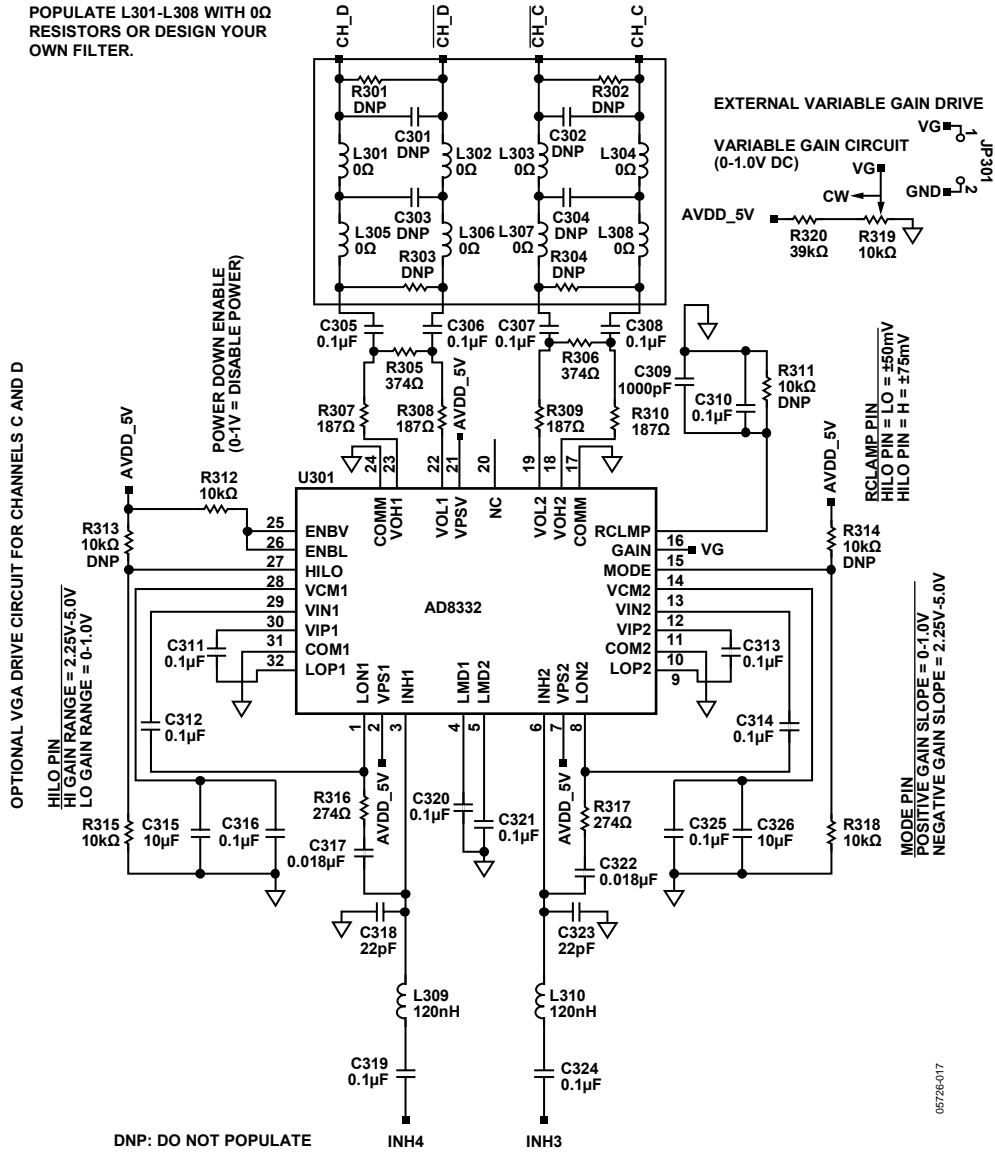 POPULATE L301-L308 WITH 0Ω
RESISTORS OR DESIGN YOUR
OWN FILTER.
CH_D
CH_D
CH_C
CH_C
R301
DNP
R302
DNP
C301
DNP
C302
DNP
L301
0Ω
L302
0Ω
L303
0Ω
L304
0Ω
C303
DNP
C304
DNP
L305
0Ω
L306
0Ω
L307
0Ω
L308
0Ω
R303
DNP
R304
DNP
EXTERNAL VARIABLE GAIN DRIVE
VG
1
JP301
GND
2
VARIABLE GAIN CIRCUIT
(0-1.0V DC)
VG
CW
AVDD_5V
R320
39kΩ
R319
10kΩ
C305
0.1µF
C306
0.1µF
C307
0.1µF
C308
0.1µF
R305
374Ω
R306
374Ω
R307
187Ω
R308
187Ω
AVDD_5V
R309
187Ω
R310
187Ω
C309
1000pF
C310
0.1µF
R311
10kΩ
DNP
RCLAMP PIN
HILO PIN = LO = ±50mV
HILO PIN = H = ±75mV
OPTIONAL VGA DRIVE CIRCUIT FOR CHANNELS C AND D
POWER DOWN ENABLE
(0-1V = DISABLE POWER)
AVDD_5V
R312
10kΩ
R313
10kΩ
DNP
AVDD_5V
R314
10kΩ
DNP
U301
24
23
22
21
20
19
18
17
COMM
VOH1
VOL1
VPSV
NC
VOL2
VOH2
COMM
25
ENBV
26
ENBL
27
HILO
28
VCM1
29
VIN1
30
VIP1
31
COM1
32
LOP1
AD8332
RCLMP
GAIN
16
VG
MODE
15
VCM2
14
VIN2
13
VIP2
12
COM2
11
LOP2
10
9
LON1
VPS1
INH1
LMD1
LMD2
INH2
VPS2
LON2
1
2
3
4
5
6
7
8
C311
0.1µF
C312
0.1µF
C313
0.1µF
C314
0.1µF
HILO PIN
HI GAIN RANGE = 2.25V-5.0V
LO GAIN RANGE = 0-1.0V
AVDD_5V
AVDD_5V
R315
10kΩ
C315
10µF
C316
0.1µF
R316
274Ω
C317
0.018µF
C320
0.1µF
C321
0.1µF
R317
274Ω
C322
0.018µF
C325
0.1µF
C326
10µF
R318
10kΩ
MODE PIN
POSITIVE GAIN SLOPE = 0-1.0V
NEGATIVE GAIN SLOPE = 2.25V-5.0V
C318
22pF
C323
22pF
L309
120nH
L310
120nH
C319
0.1µF
C324
0.1µF
DNP: DO NOT POPULATE
INH4
INH3
05726-017